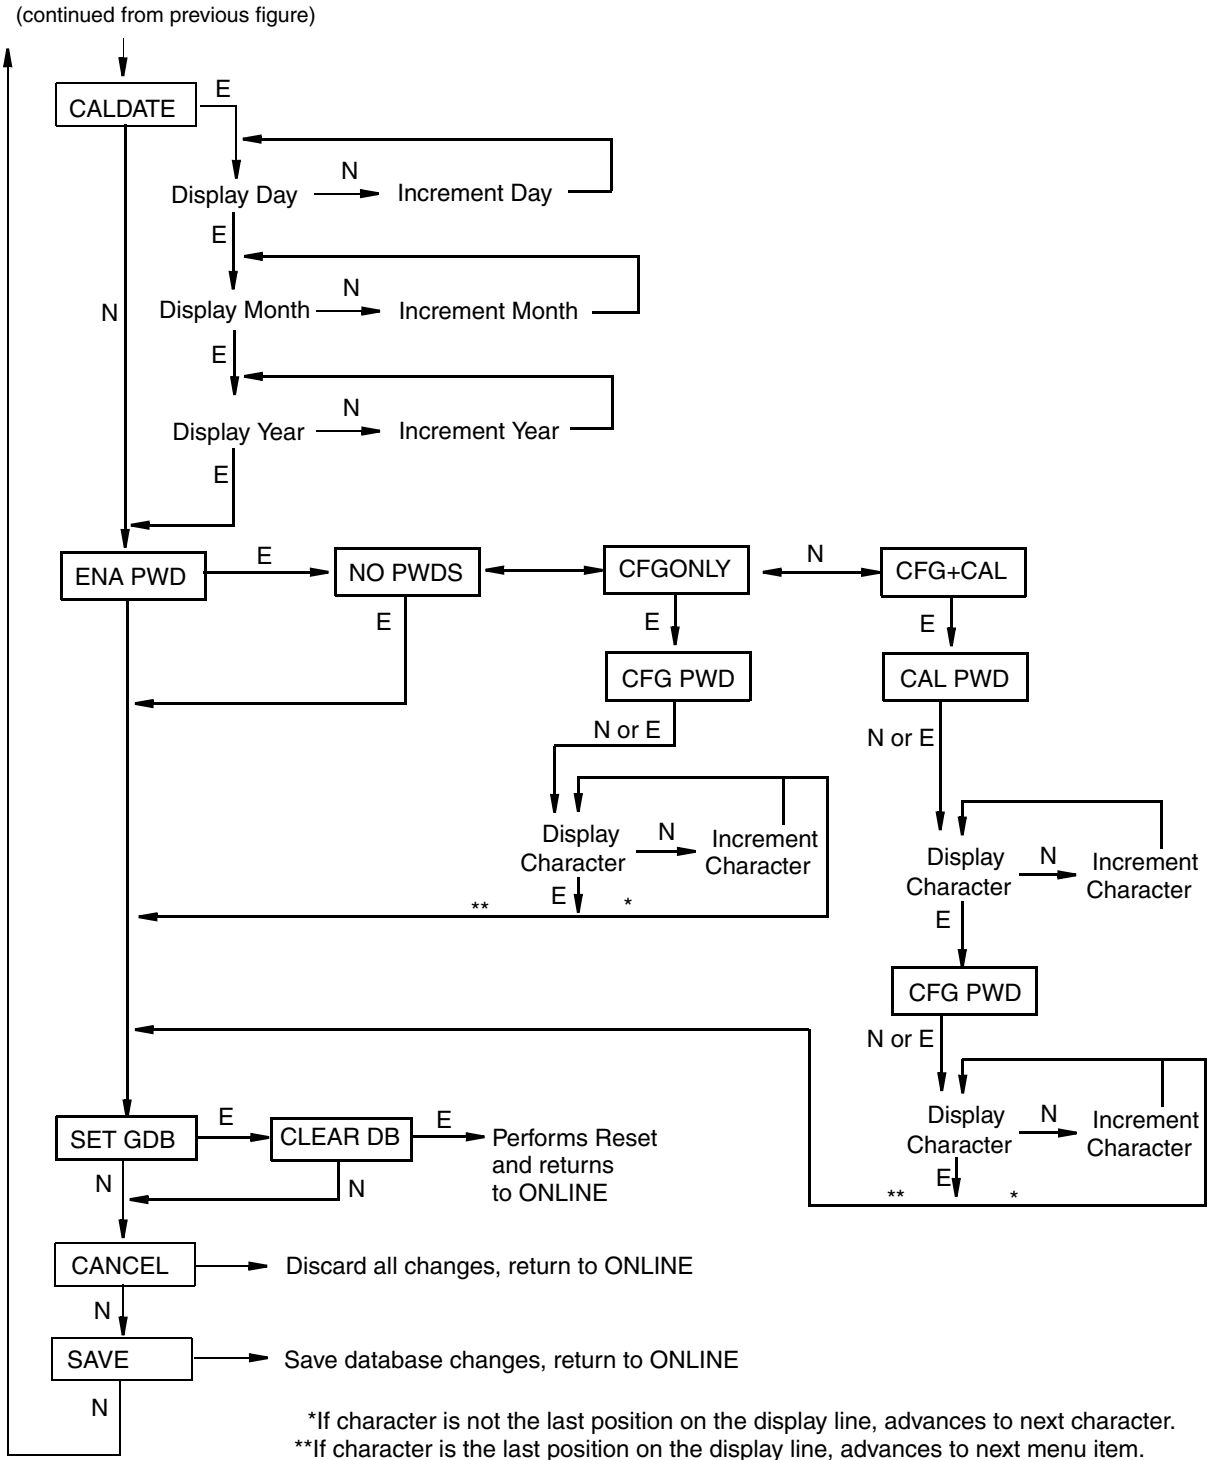 (continued from previous figure)
CALDATE
E
Display Day
N
Increment Day
E
Display Month
N
Increment Month
N
E
Display Year
N
Increment Year
E
ENA PWD
E
NO PWDS
CFGONLY
N
CFG+CAL
E
E
E
CFG PWD
CAL PWD
N or E
N or E
Display
Character
N
Increment
Character
E
**
*
Display
Character
N
Increment
Character
E
CFG PWD
N or E
Display
Character
N
Increment
Character
E
**
*
SET GDB
E
CLEAR DB
E
Performs Reset
and returns
to ONLINE
N
N
CANCEL
Discard all changes, return to ONLINE
N
SAVE
Save database changes, return to ONLINE
N
*If character is not the last position on the display line, advances to next character.
**If character is the last position on the display line, advances to next menu item.